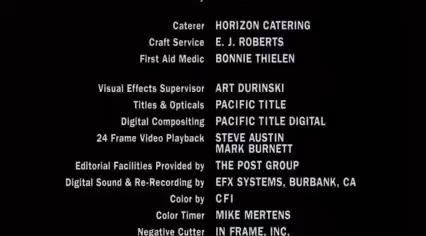 Caterer HORIZON CATERING
Craft Service E. J. ROBERTS
First Aid Medic BONNIE THIELEN
Visual Effects Supervisor ART DURINSKI
Titles & Opticals PACIFIC TITLE
Digital Compositing PACIFIC TITLE DIGITAL
24 Frame Video Playback STEVE AUSTIN
MARK BURNETT
Editorial Facilities Provided by THE POST GROUP
Digital Sound & Re-Recording by EFX SYSTEMS, BURBANK, CA
Color by CFI
Color Timer MIKE MERTENS
Negative Cutter IN FRAME, INC.